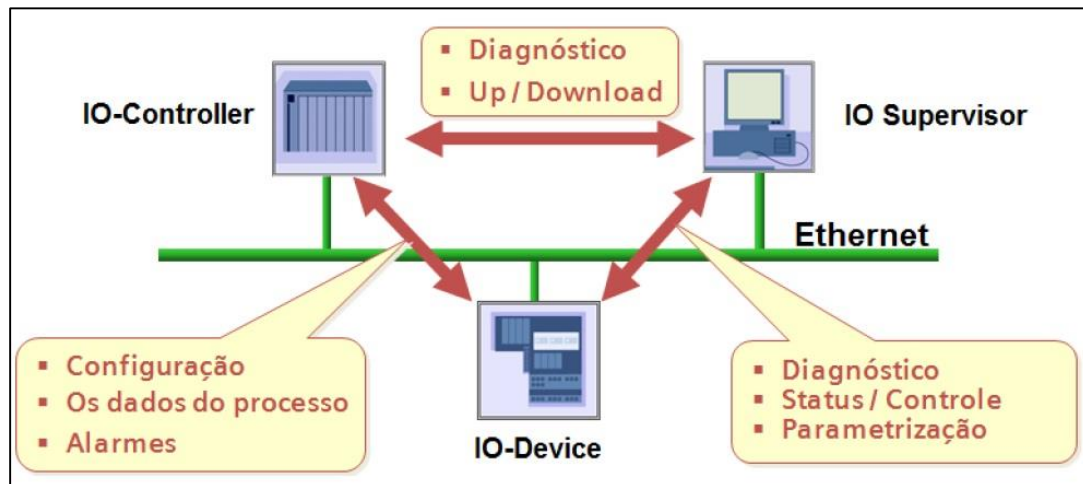 ▪ Diagnóstico
▪ Up / Download
IO-Controller
IO Supervisor
Ethernet
▪ Configuração
▪ Os dados do processo
▪ Alarmes
▪ Diagnóstico
▪ Status / Controle
▪ Parametrização
IO-Device